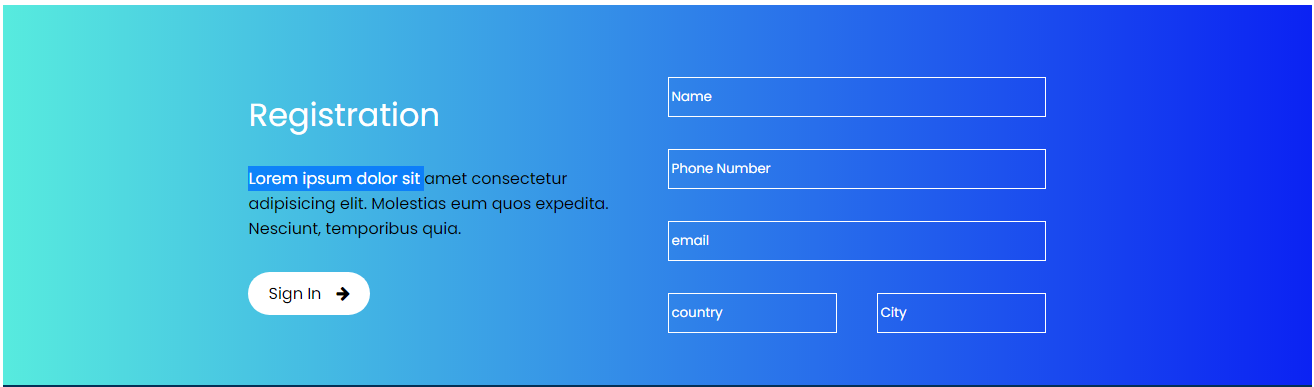 Registration
Lorem ipsum dolor sit amet consectetur
adipisicing elit. Molestias eum quos expedita.
Nesciunt, temporibus quia.
Sign In
Name
Phone Number
email
country
City